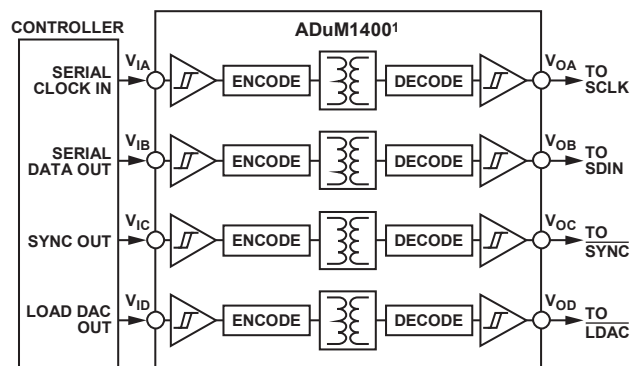 CONTROLLER
ADuM1400¹
SERIAL
CLOCK IN
V_IA
ENCODE
DECODE
V_OA
TO
SCLK
SERIAL
DATA OUT
V_IB
ENCODE
DECODE
V_OB
TO
SDIN
SYNC OUT
V_IC
ENCODE
DECODE
V_OC
TO
SYNC
LOAD DAC
OUT
V_ID
ENCODE
DECODE
V_OD
TO
LDAC